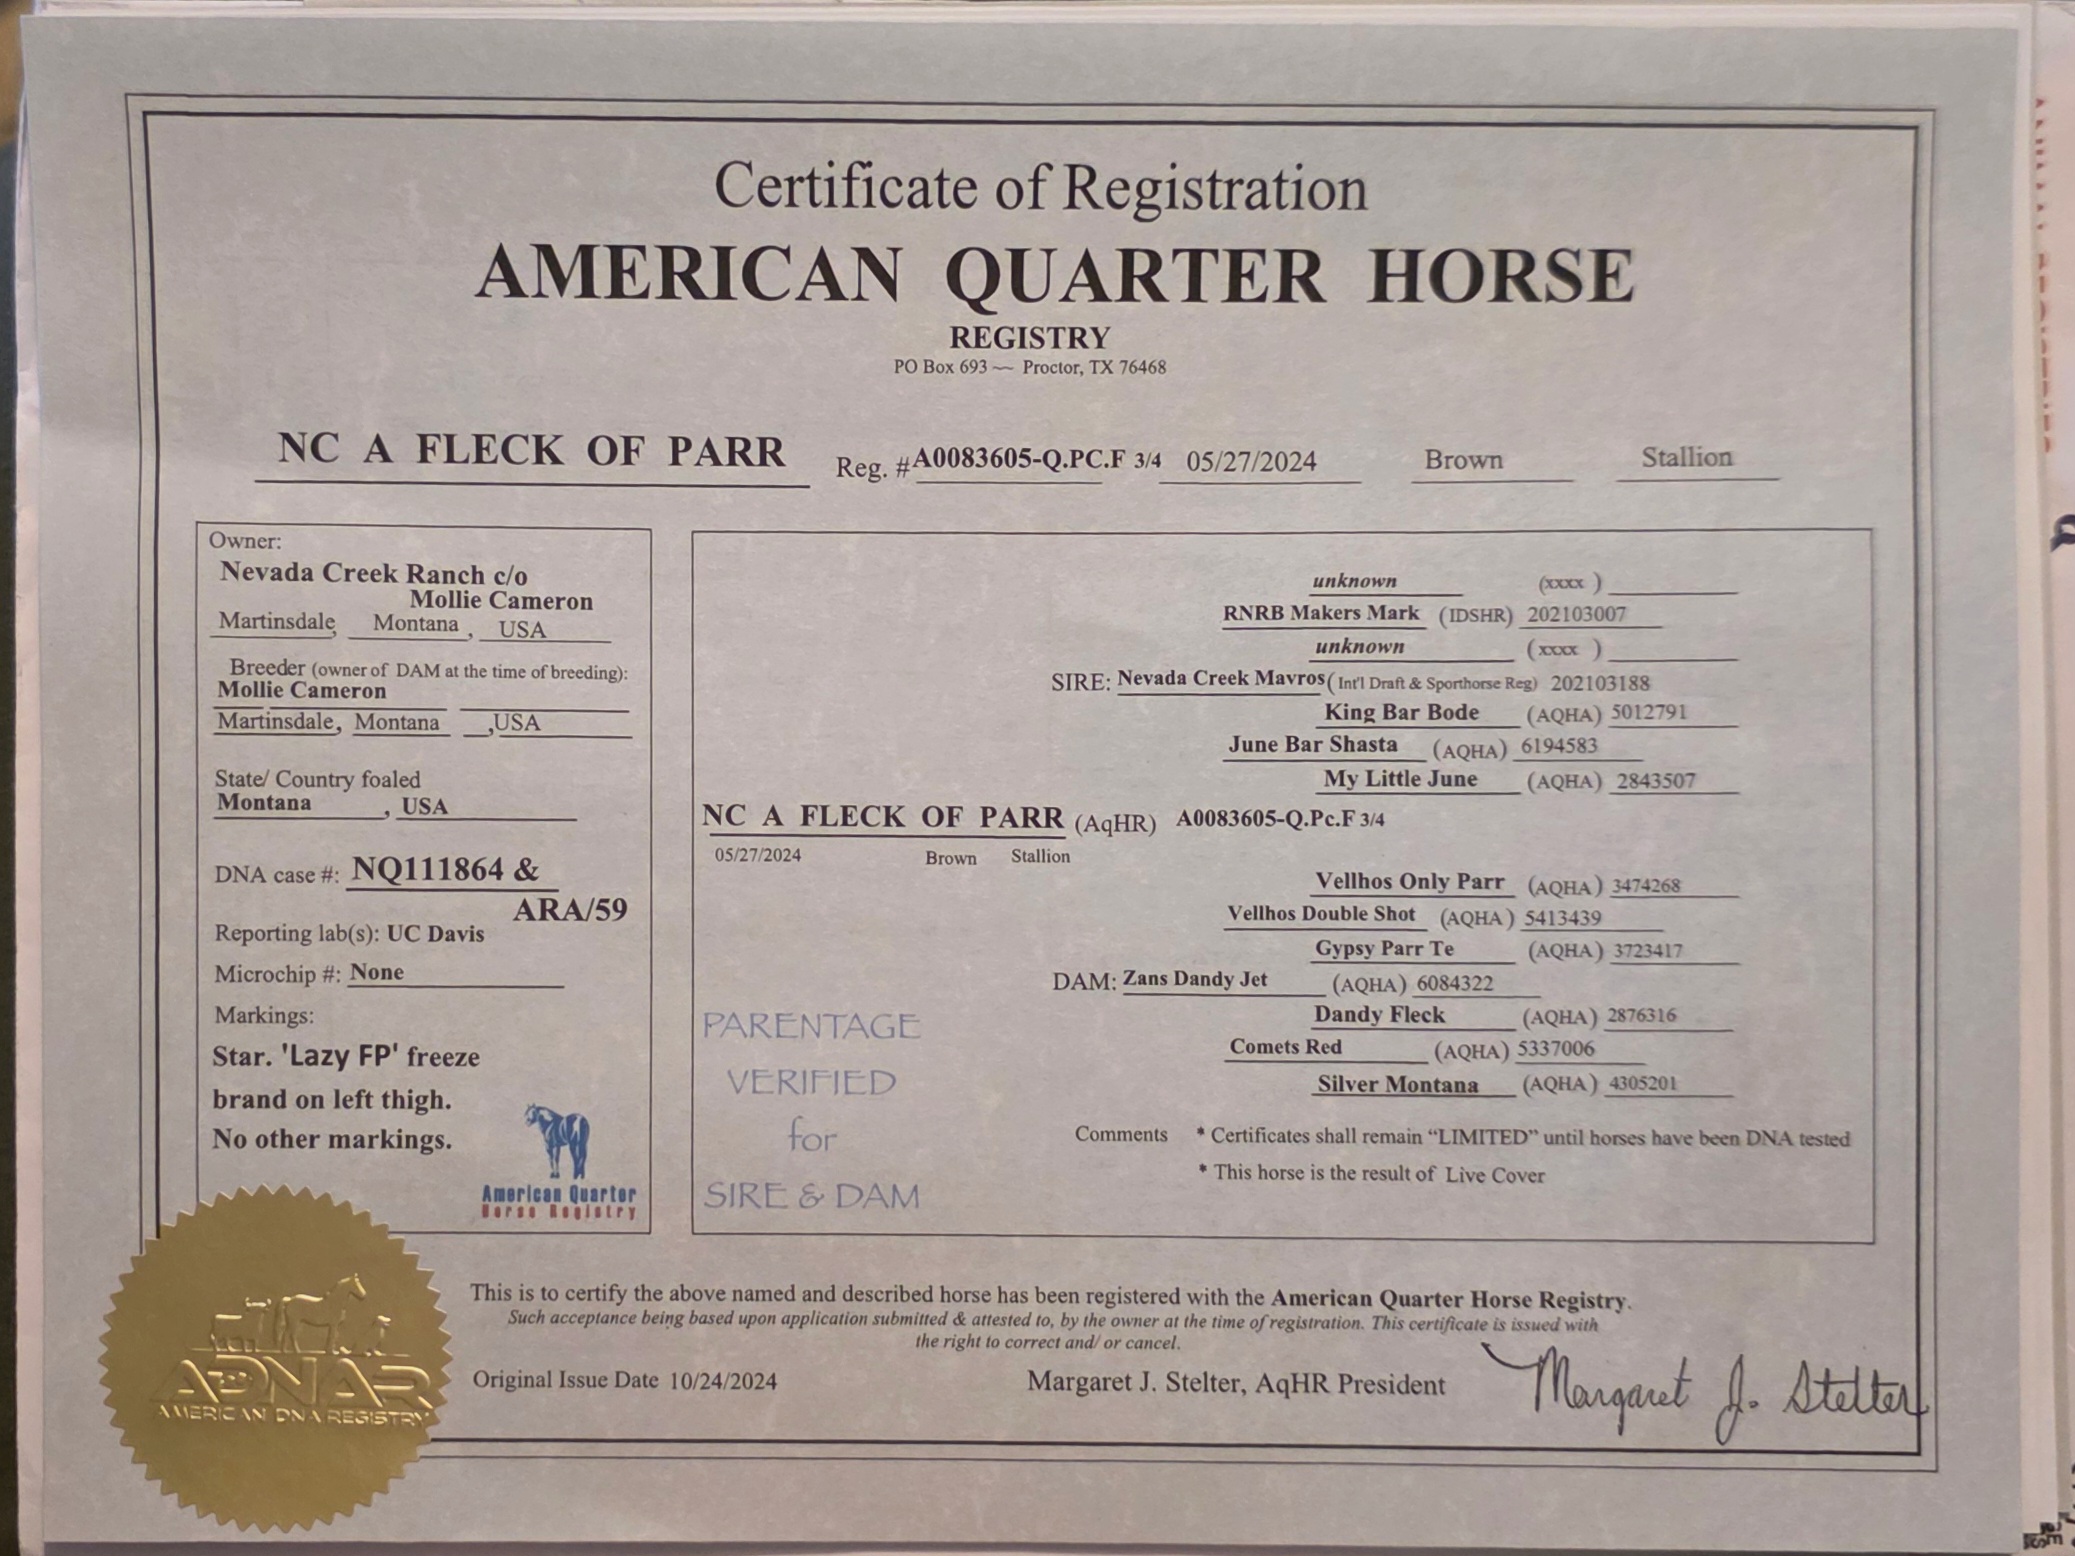 Certificate of Registration
AMERICAN QUARTER HORSE
REGISTRY
PO Box 693 ~~ Proctor, TX 76468
NC A FLECK OF PARR Reg. # A0083605-Q.PC.F 3/4 05/27/2024 Brown Stallion
Owner:
Nevada Creek Ranch c/o
Mollie Cameron
Martinsdale, Montana, USA
Breeder (owner of DAM at the time of breeding):
Mollie Cameron
Martinsdale, Montana, USA
State/ Country foaled
Montana, USA
DNA case #: NQ111864 &
ARA/59
Reporting lab(s): UC Davis
Microchip #: None
Markings:
Star. 'Lazy FP' freeze
brand on left thigh.
No other markings.
American Quarter
Horse Registry
unknown (xxxx )
RNRB Makers Mark (IDSHR) 202103007
unknown (xxxx )
SIRE: Nevada Creek Mavros (Int'l Draft & Sporthorse Reg) 202103188
King Bar Bode (AQHA) 5012791
June Bar Shasta (AQHA) 6194583
My Little June (AQHA) 2843507
NC A FLECK OF PARR (AqHR) A0083605-Q.Pc.F 3/4
05/27/2024 Brown Stallion
Vellhos Only Parr (AQHA) 3474268
Vellhos Double Shot (AQHA) 5413439
Gypsy Parr Te (AQHA) 3723417
DAM: Zans Dandy Jet (AQHA) 6084322
Dandy Fleck (AQHA) 2876316
Comets Red (AQHA) 5337006
Silver Montana (AQHA) 4305201
PARENTAGE
VERIFIED
for
SIRE & DAM
Comments * Certificates shall remain “LIMITED” until horses have been DNA tested
* This horse is the result of Live Cover
This is to certify the above named and described horse has been registered with the American Quarter Horse Registry.
Such acceptance being based upon application submitted & attested to, by the owner at the time of registration. This certificate is issued with
the right to correct and/ or cancel.
Original Issue Date 10/24/2024 Margaret J. Stelter, AqHR President Margaret J. Stelter
ADNAR
AMERICAN DNA REGISTRY